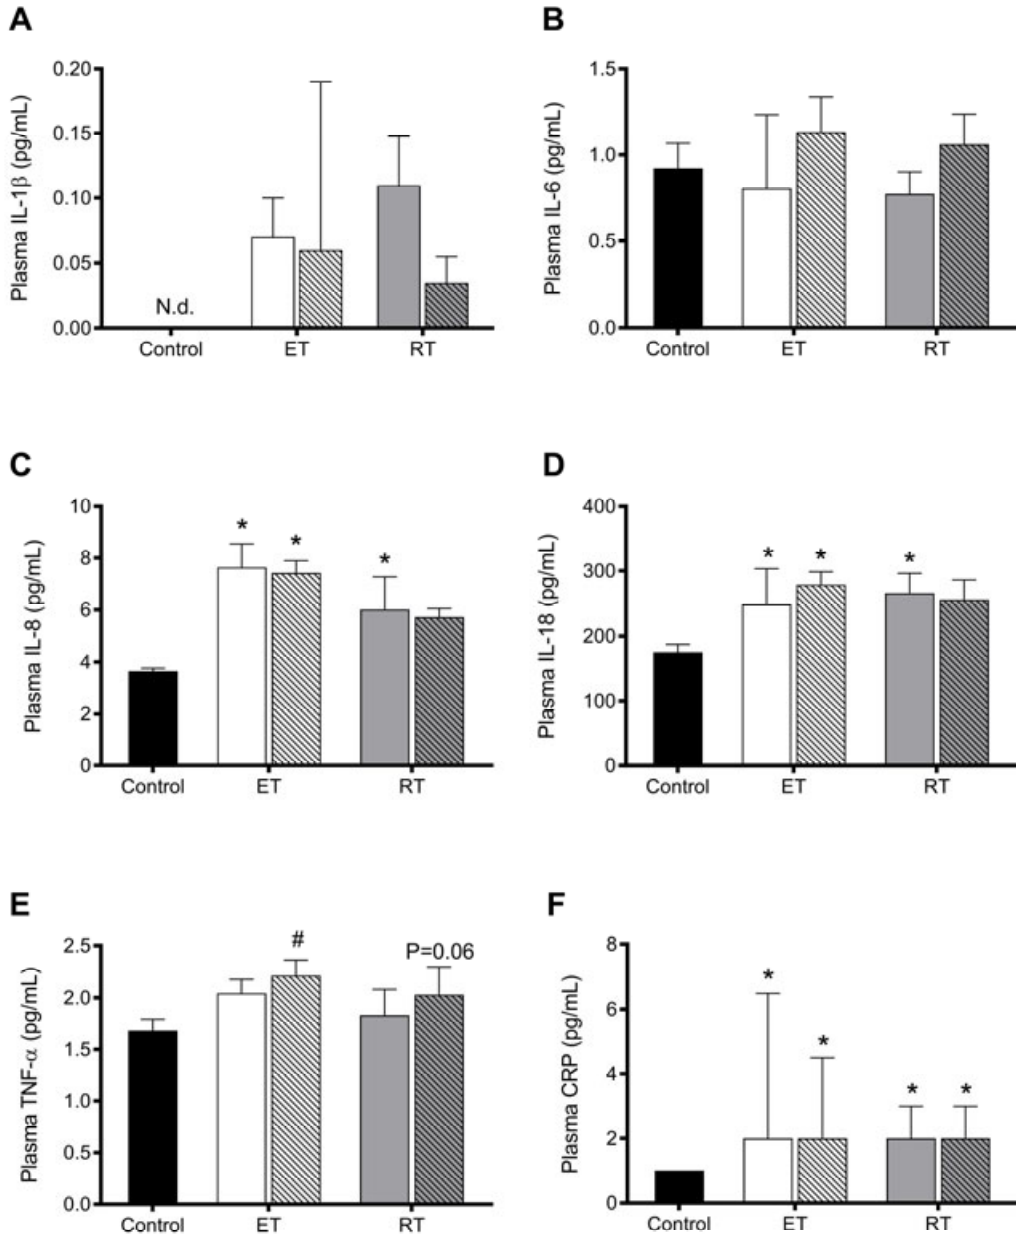 A
Plasma IL-1β (pg/mL)
0.20
0.15
0.10
0.05
0.00
N.d.
Control ET RT
B
Plasma IL-6 (pg/mL)
1.5
1.0
0.5
0.0
Control ET RT
C
Plasma IL-8 (pg/mL)
10
8
6
4
2
0
* * *
Control ET RT
D
Plasma IL-18 (pg/mL)
400
300
200
100
0
* * *
Control ET RT
E
Plasma TNF-α (pg/mL)
2.5
2.0
1.5
1.0
0.5
0.0
# P=0.06
Control ET RT
F
Plasma CRP (pg/mL)
8
6
4
2
0
* * * *
Control ET RT